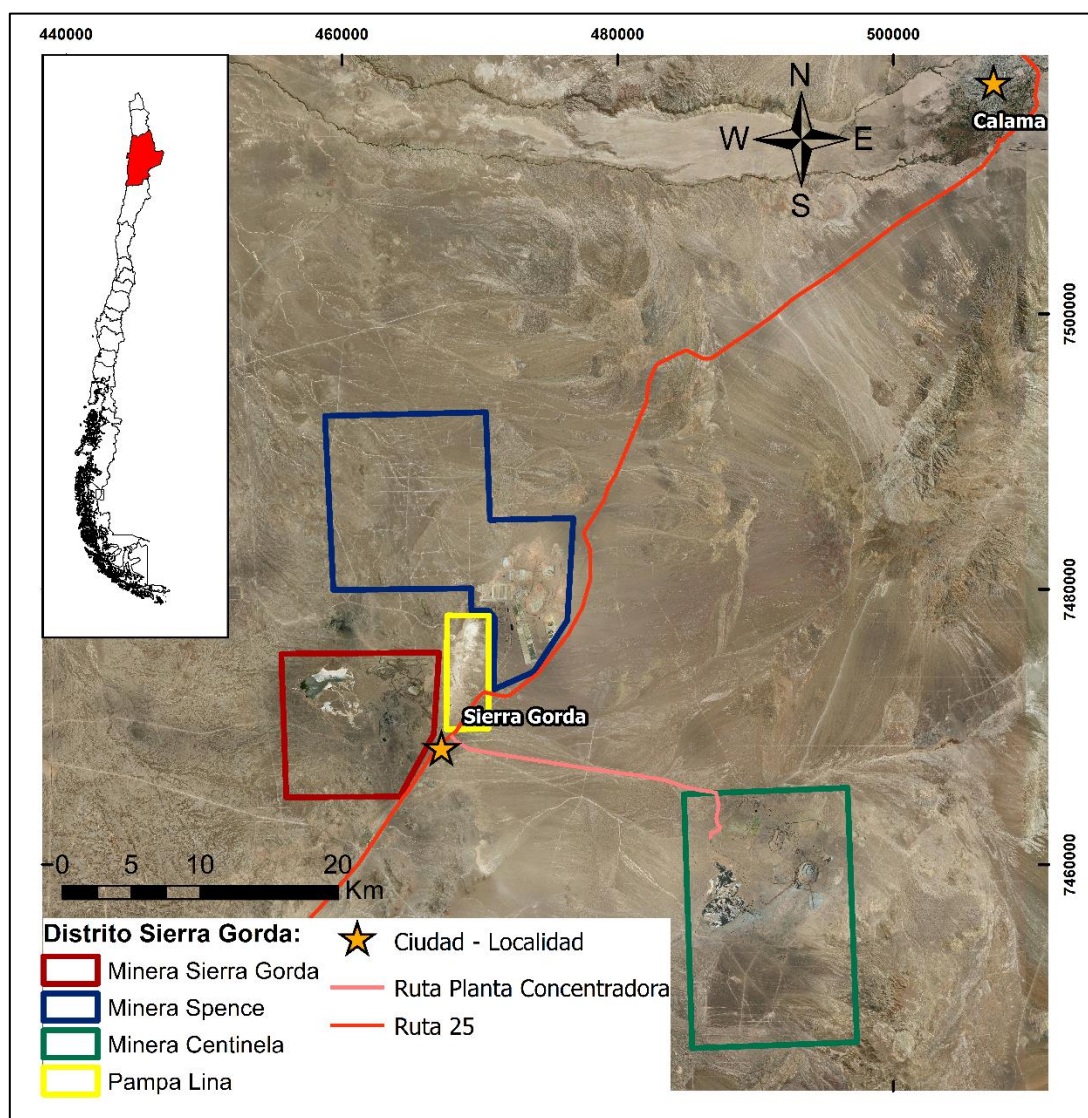 440000 460000 480000 500000
N
W E
S
Calama
7500000
7480000
Sierra Gorda
7460000
0 5 10 20
Km
Distrito Sierra Gorda:
Minera Sierra Gorda
Minera Spence
Minera Centinela
Pampa Lina
Ciudad - Localidad
Ruta Planta Concentradora
Ruta 25